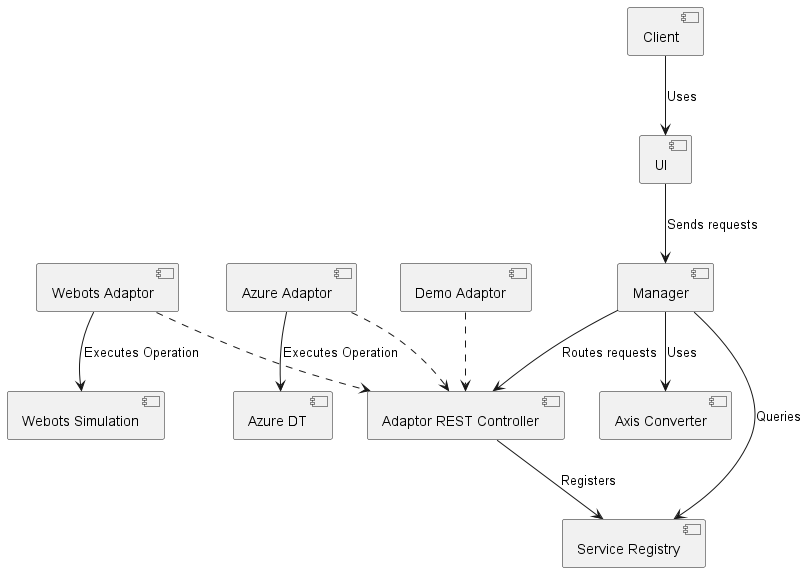 Client
Uses
UI
Sends requests
Webots Adaptor
Azure Adaptor
Demo Adaptor
Manager
Executes Operation
Executes Operation
Routes requests
Uses
Webots Simulation
Azure DT
Adaptor REST Controller
Axis Converter
Queries
Registers
Service Registry